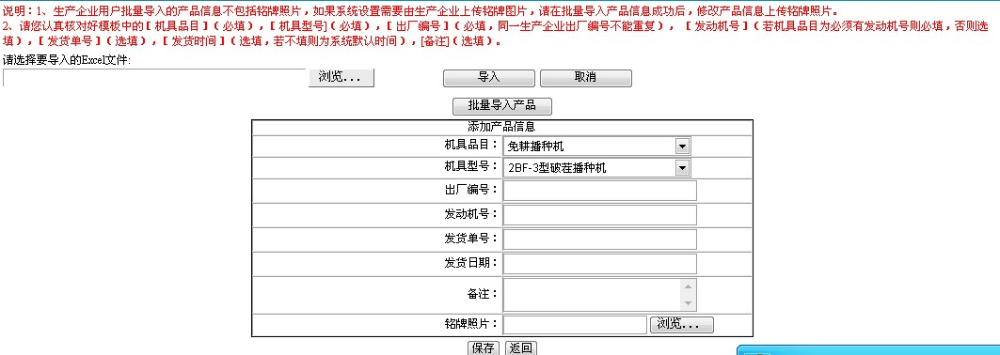 说明：1、生产企业用户批量导入的产品信息不包括铭牌照片，如果系统设置需要由生产企业上传铭牌图片，请在批量导入产品信息成功后，修改产品信息上传铭牌照片。
2、请您认真核对好模板中的[ 机具品目 ]（ 必填），[ 机具型号]（ 必填），[ 出厂编号 ]（ 必填，同一生产企业出厂编号不能重复）， [ 发动机号 ]（ 若机具品目为必须有发动机号则必填，否则选
填），[ 发货单号 ]（ 选填），[ 发货时间 ]（ 选填，若不填则为系统默认时间），[备注]（ 选填）。
请选择要导入的Excel文件:
浏览... 导入 取消
批量导入产品
添加产品信息
机具品目： 免耕播种机
机具型号： 2BF-3型破茬播种机
出厂编号：
发动机号：
发货单号：
发货日期：
备注：
铭牌照片： 浏览...
保存 返回